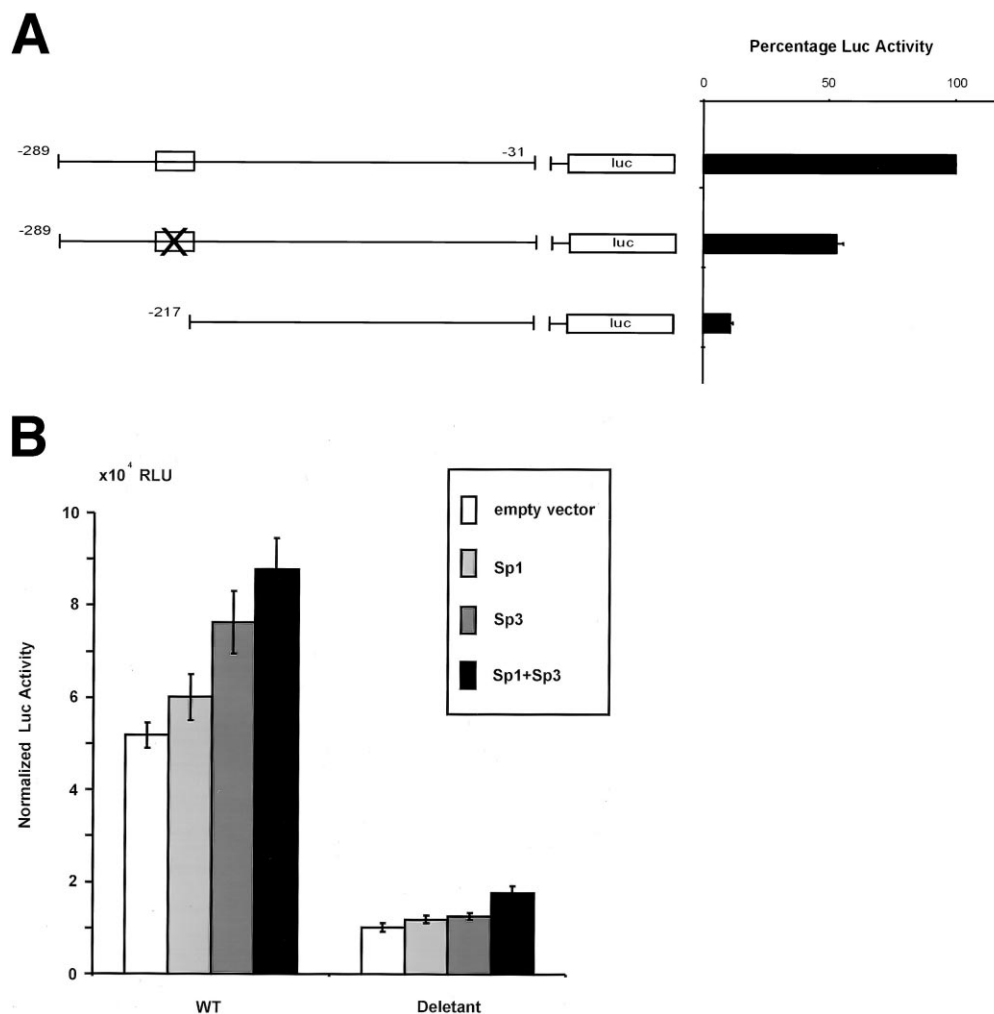 A
Percentage Luc Activity
0 50 100
-289 -31
luc
-289
luc
-217
luc
B
x10⁴ RLU
empty vector
Sp1
Sp3
Sp1+Sp3
Normalized Luc Activity
10
8
6
4
2
0
WT Deletant